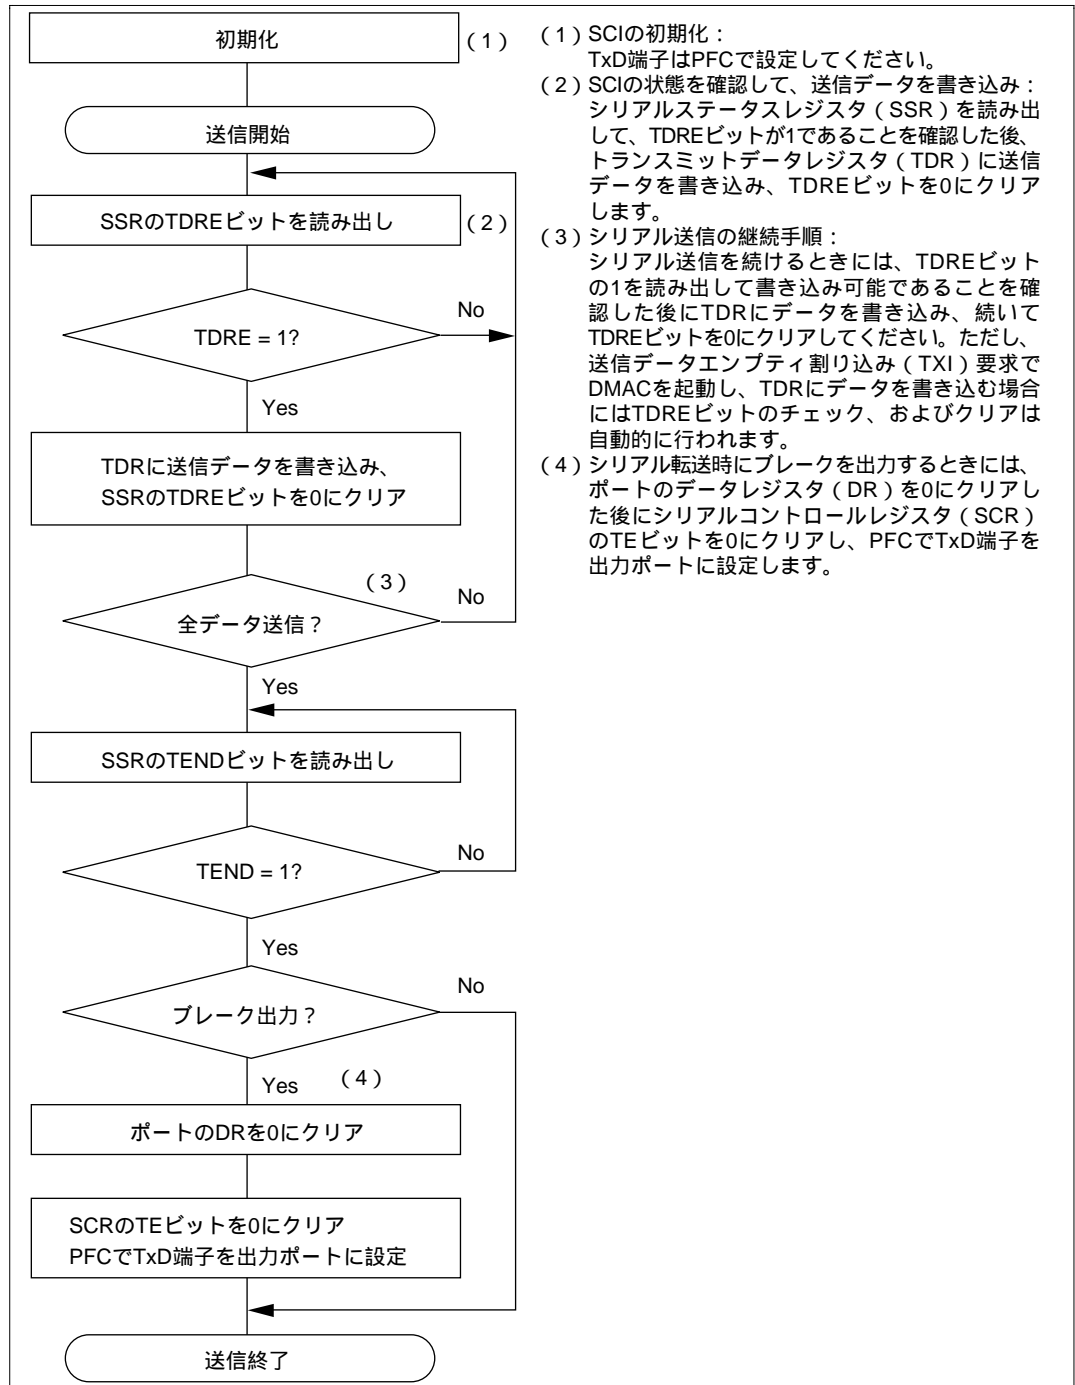 初期化
(1)
送信開始
SSRのTDREビットを読み出し
(2)
TDRE = 1?
No
Yes
TDRに送信データを書き込み、
SSRのTDREビットを0にクリア
(3)
全データ送信?
No
Yes
SSRのTENDビットを読み出し
TEND = 1?
No
Yes
ブレーク出力?
No
Yes
(4)
ポートのDRを0にクリア
SCRのTEビットを0にクリア
PFCでTxD端子を出力ポートに設定
送信終了
(1)SCIの初期化:
TxD端子はPFCで設定してください。
(2)SCIの状態を確認して、送信データを書き込み:
シリアルステータスレジスタ(SSR)を読み出
して、TDREビットが1であることを確認した後、
トランスミットデータレジスタ(TDR)に送信
データを書き込み、TDREビットを0にクリア
します。
(3)シリアル送信の継続手順:
シリアル送信を続けるときには、TDREビット
の1を読み出して書き込み可能であることを確
認した後にTDRにデータを書き込み、続いて
TDREビットを0にクリアしてください。ただし、
送信データエンプティ割り込み(TXI)要求で
DMACを起動し、TDRにデータを書き込む場合
にはTDREビットのチェック、およびクリアは
自動的に行われます。
(4)シリアル転送時にブレークを出力するときには、
ポートのデータレジスタ(DR)を0にクリアし
た後にシリアルコントロールレジスタ(SCR)
のTEビットを0にクリアし、PFCでTxD端子を
出力ポートに設定します。